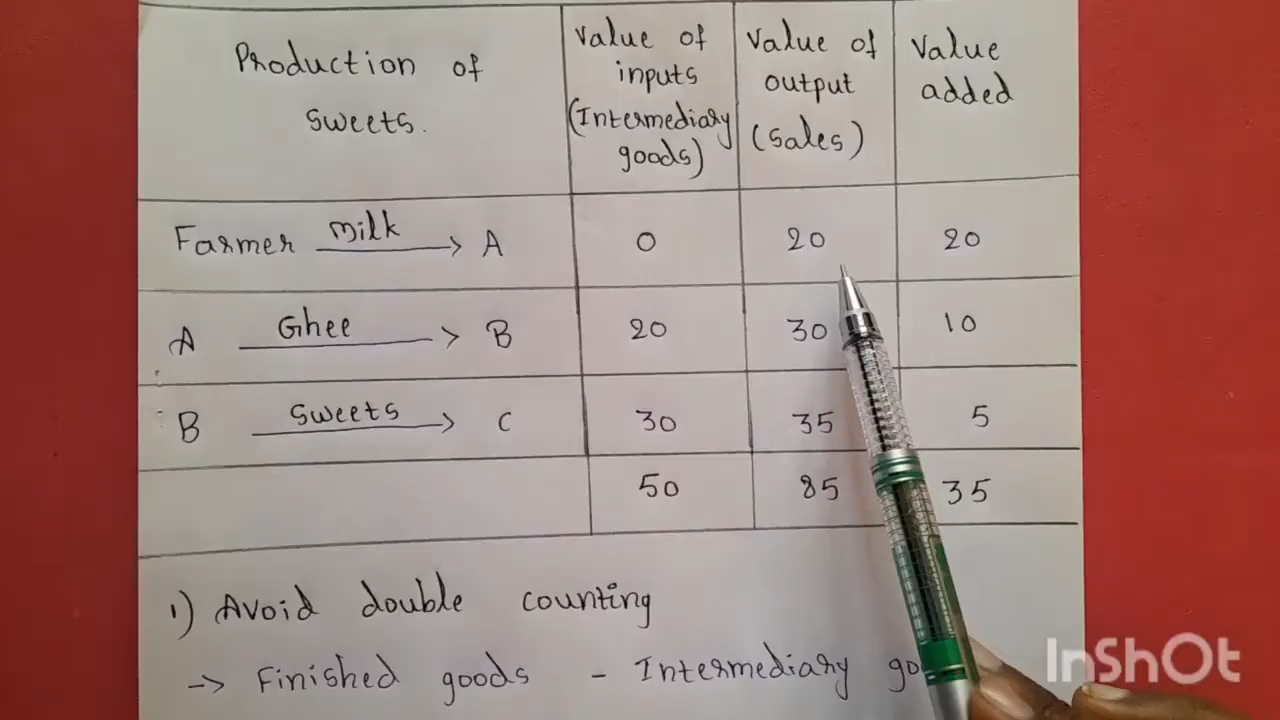 Production of
sweets.
Value of
inputs
(Intermediary
goods)
Value of
output
(sales)
Value
added
Farmer Milk A
0
20
20
A Ghee B
20
30
10
B Sweets C
30
35
5
50
85
35
1) Avoid double counting
-> Finished goods - Intermediary
InShOt